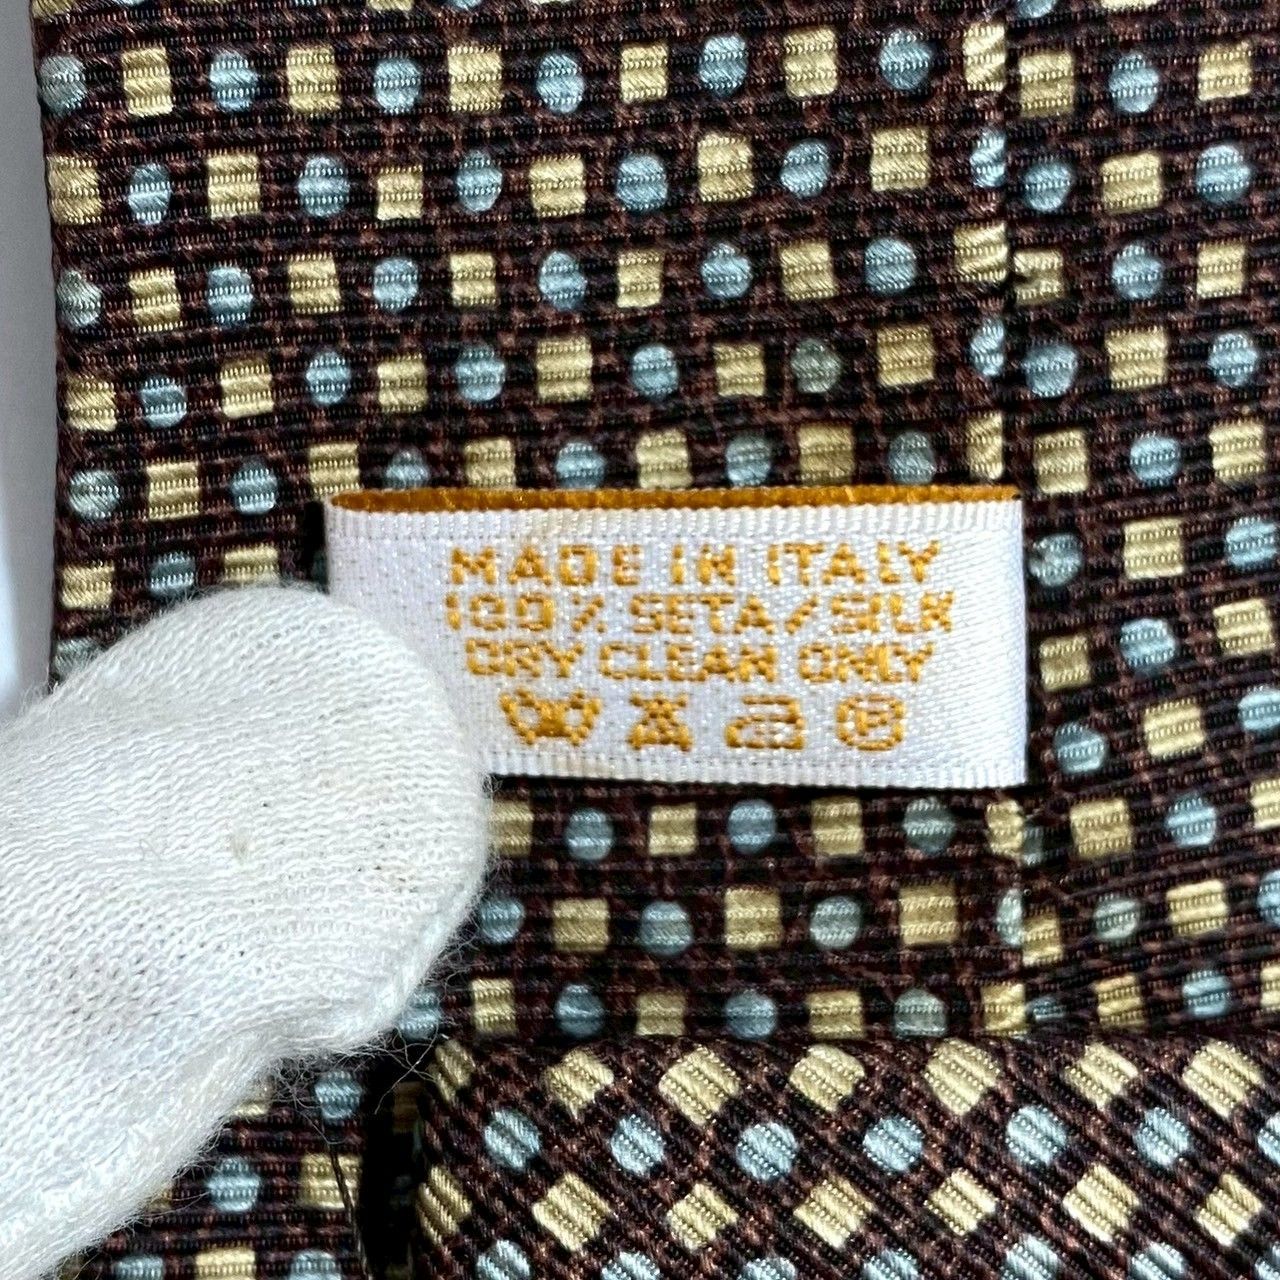 MADE IN ITALY
100% SETA/SILK
DRY CLEAN ONLY
P